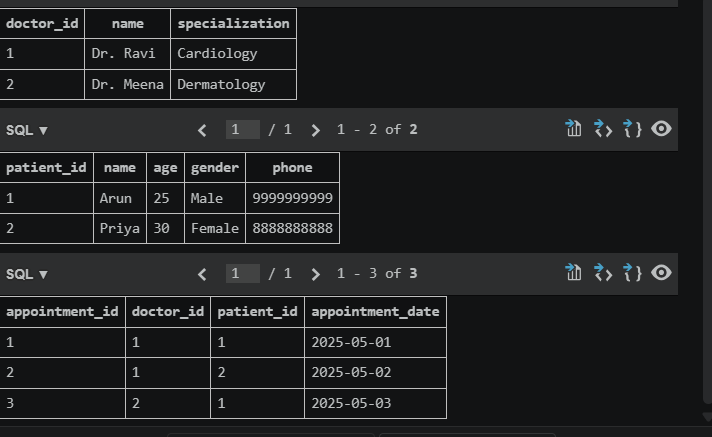 doctor_id name specialization
1 Dr. Ravi Cardiology
2 Dr. Meena Dermatology
SQL ▼ 1 / 1 1 - 2 of 2
patient_id name age gender phone
1 Arun 25 Male 9999999999
2 Priya 30 Female 8888888888
SQL ▼ 1 / 1 1 - 3 of 3
appointment_id doctor_id patient_id appointment_date
1 1 1 2025-05-01
2 1 2 2025-05-02
3 2 1 2025-05-03